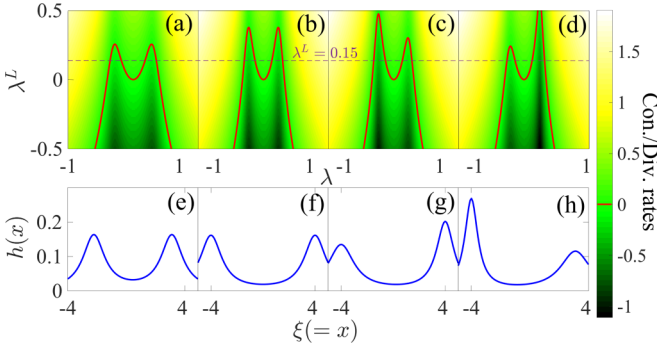 0.5 (a) (b) (c) (d)
λ^L = 0.15
λ^L
0
-0.5
-1 1 -1 1 -1 1 -1 1
λ
1.5
1
0.5
0
-0.5
-1
Con./Div. rates
(e) (f) (g) (h)
h(x)
0.2
0.1
0
-4 4 -4 4 -4 4 -4 4
ξ(= x)